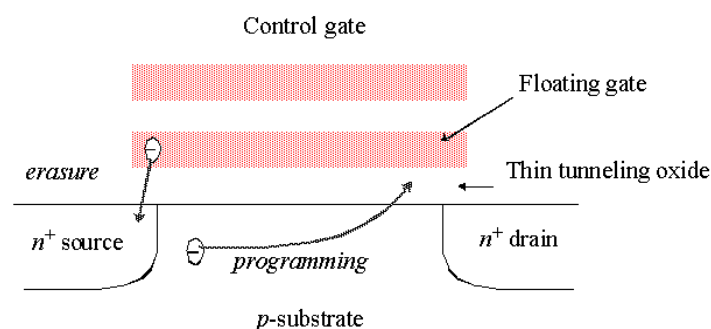 Control gate
Floating gate
erasure
Thin tunneling oxide
n+ source
programming
n+ drain
p-substrate